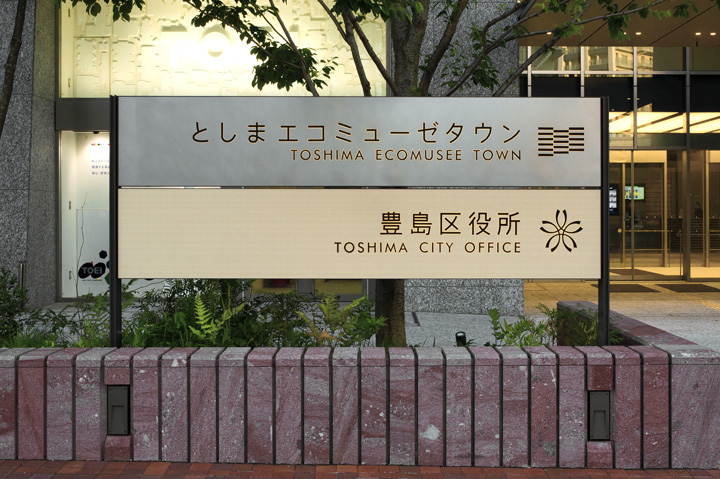 としまエコミューゼタウン
TOSHIMA ECOMUSEE TOWN
豊島区役所
TOSHIMA CITY OFFICE
TOEI